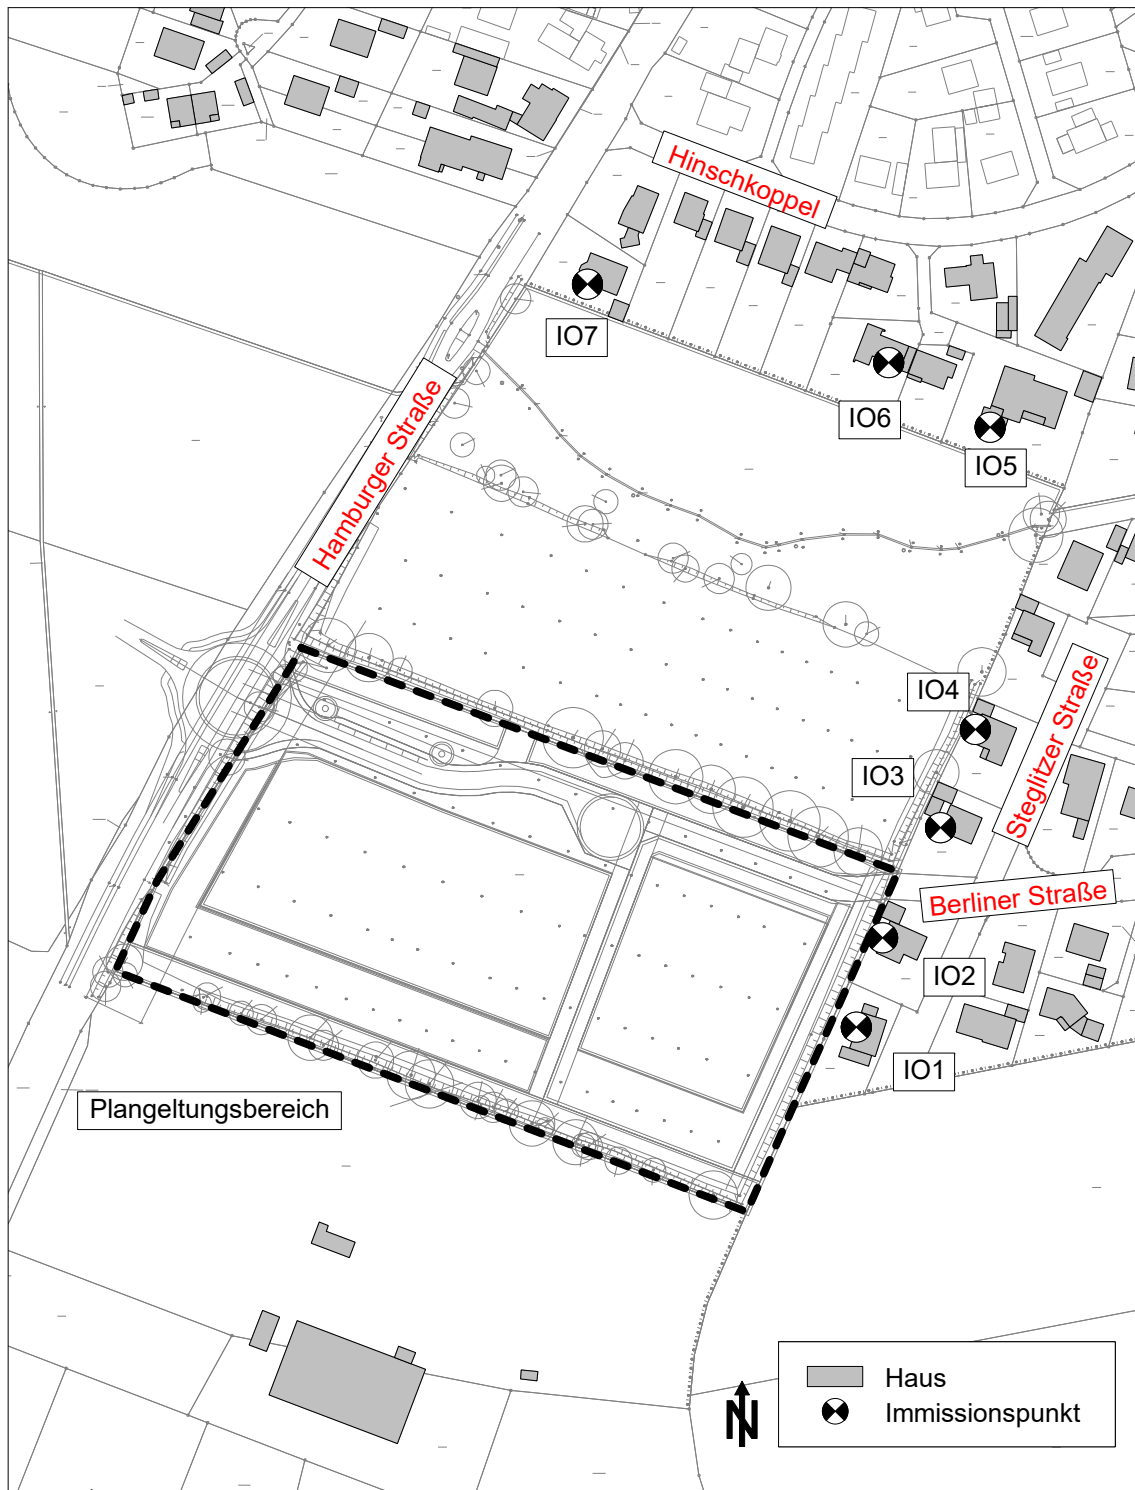 Hinschkoppel
IO7
Hamburger Straße
IO6
IO5
IO4
Steglitzer Straße
IO3
Berliner Straße
IO2
IO1
Plangeltungsbereich
Haus
Immissionspunkt
N